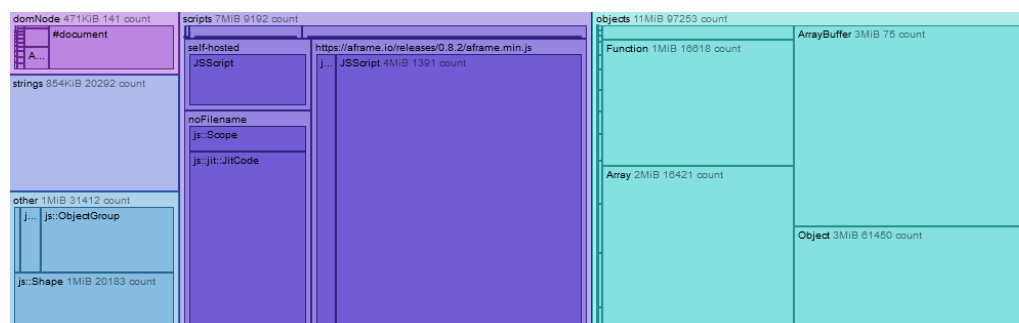 domNode 471KiB 141 count
#document
A...
strings 854KiB 20292 count
other 1MiB 31412 count
j...
js::ObjectGroup
js::Shape 1MiB 20183 count
scripts 7MiB 9192 count
self-hosted
JSScript
noFilename
js::Scope
js::jit::JitCode
https://aframe.io/releases/0.8.2/aframe.min.js
j...
JSScript 4MiB 1391 count
objects 11MiB 97253 count
Function 1MiB 16618 count
Array 2MiB 16421 count
ArrayBuffer 3MiB 75 count
Object 3MiB 61450 count